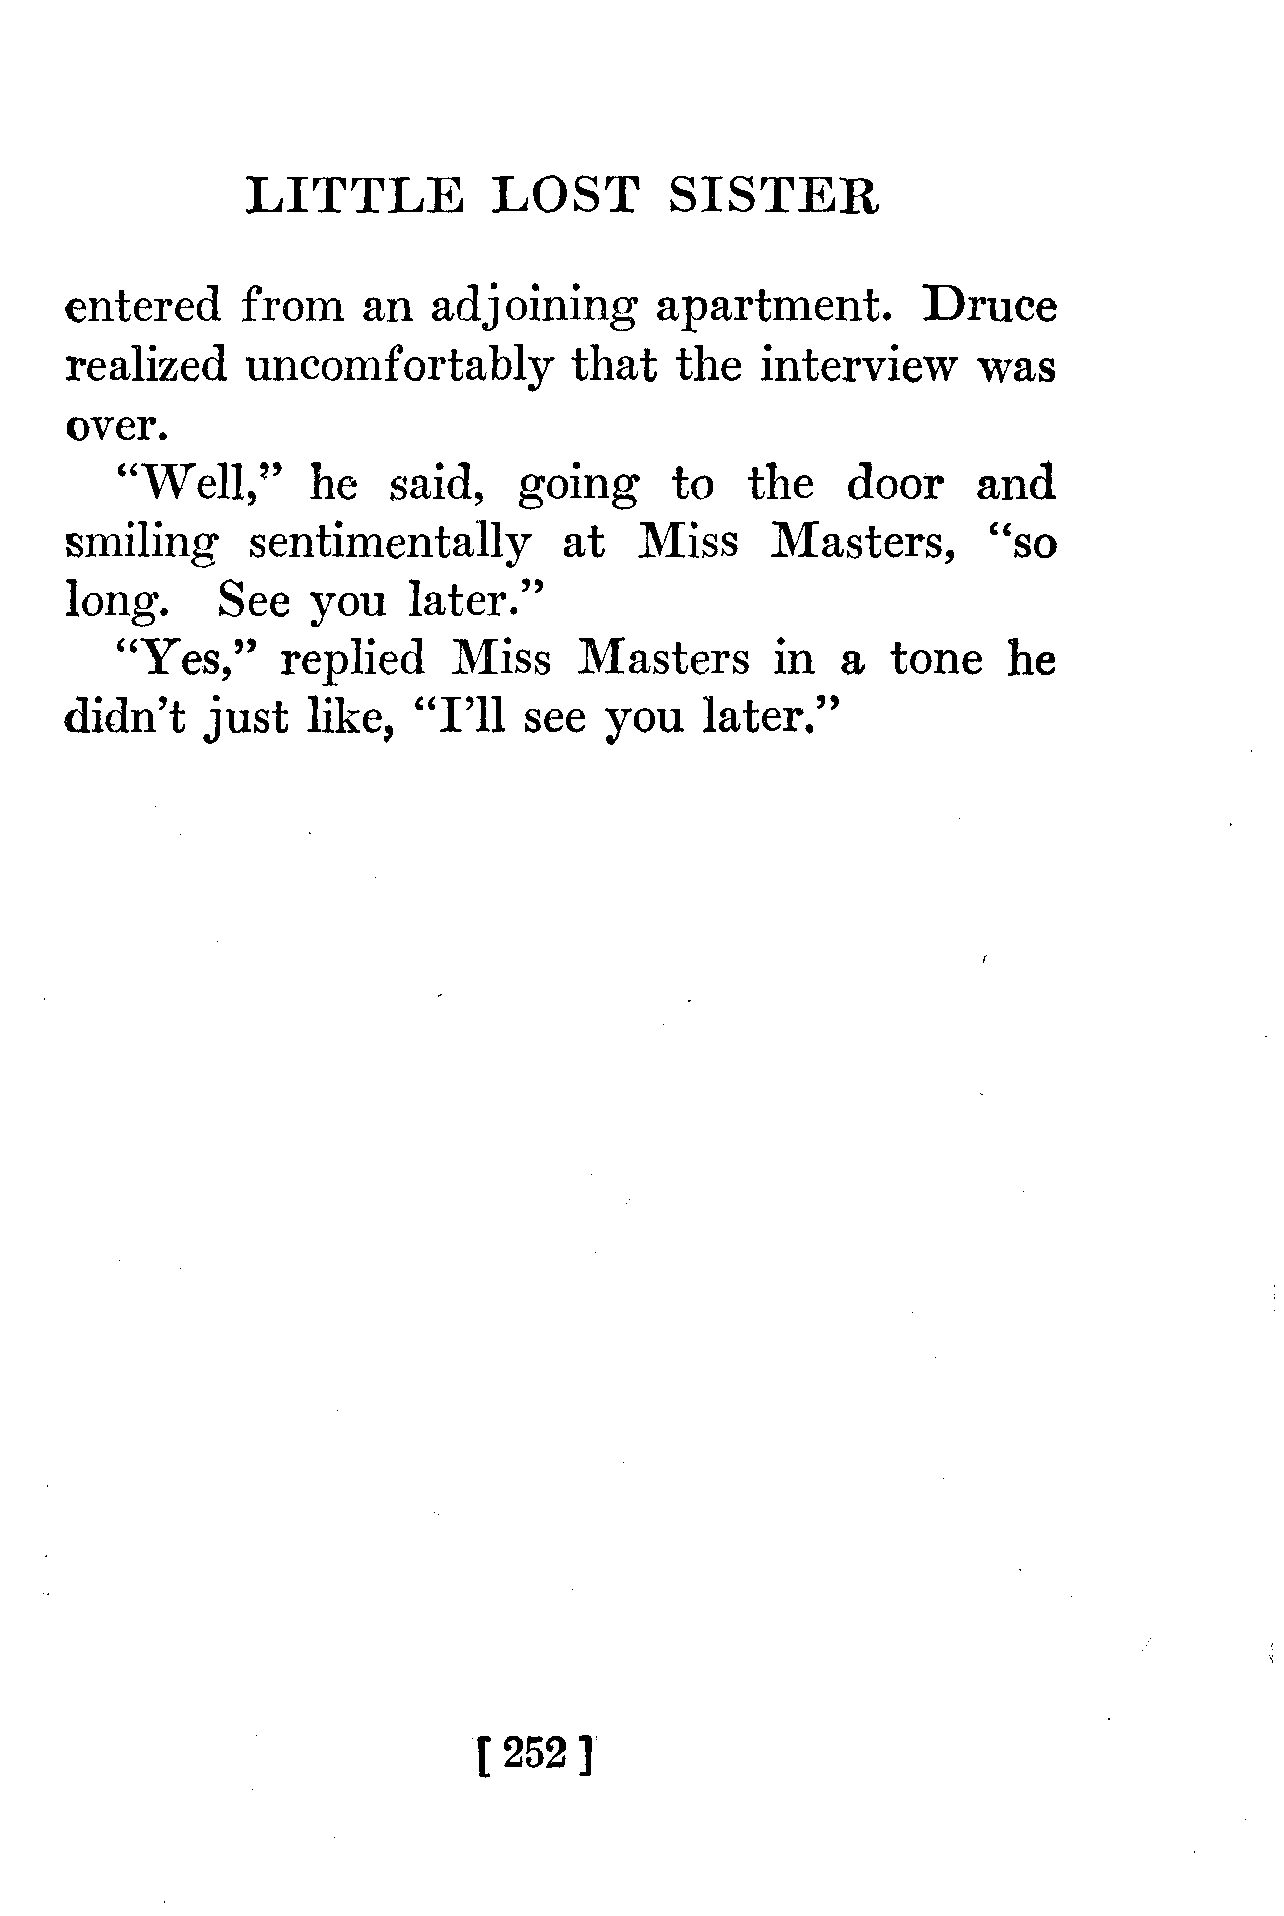 LITTLE LOST SISTER
entered from an adjoining apartment. Druce
realized uncomfortably that the interview was
over.
“Well,” he said, going to the door and
smiling sentimentally at Miss Masters, “so
long. See you later.”
“Yes,” replied Miss Masters in a tone he
didn’t just like, “I’ll see you later.”
[ 252 ]